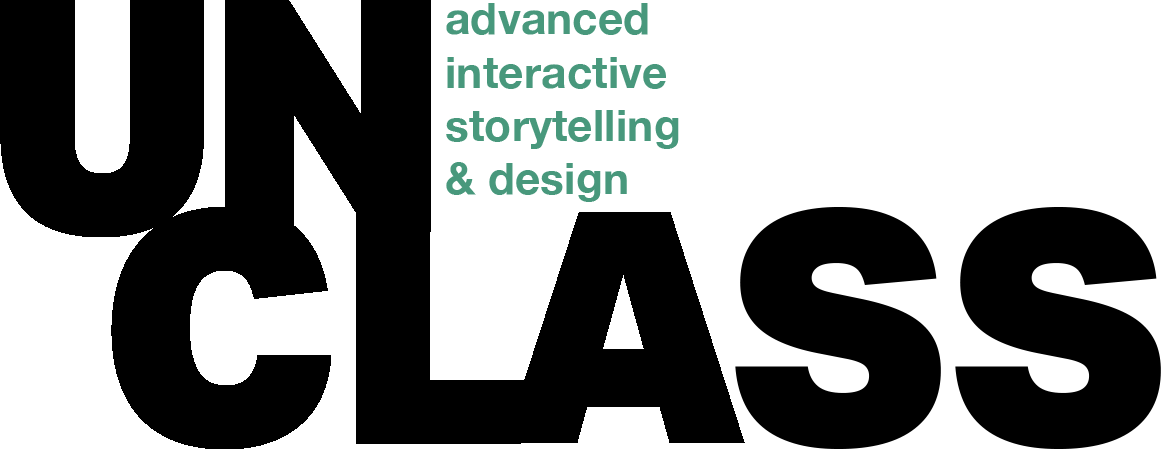 UN
advanced
interactive
storytelling
& design
CLASS